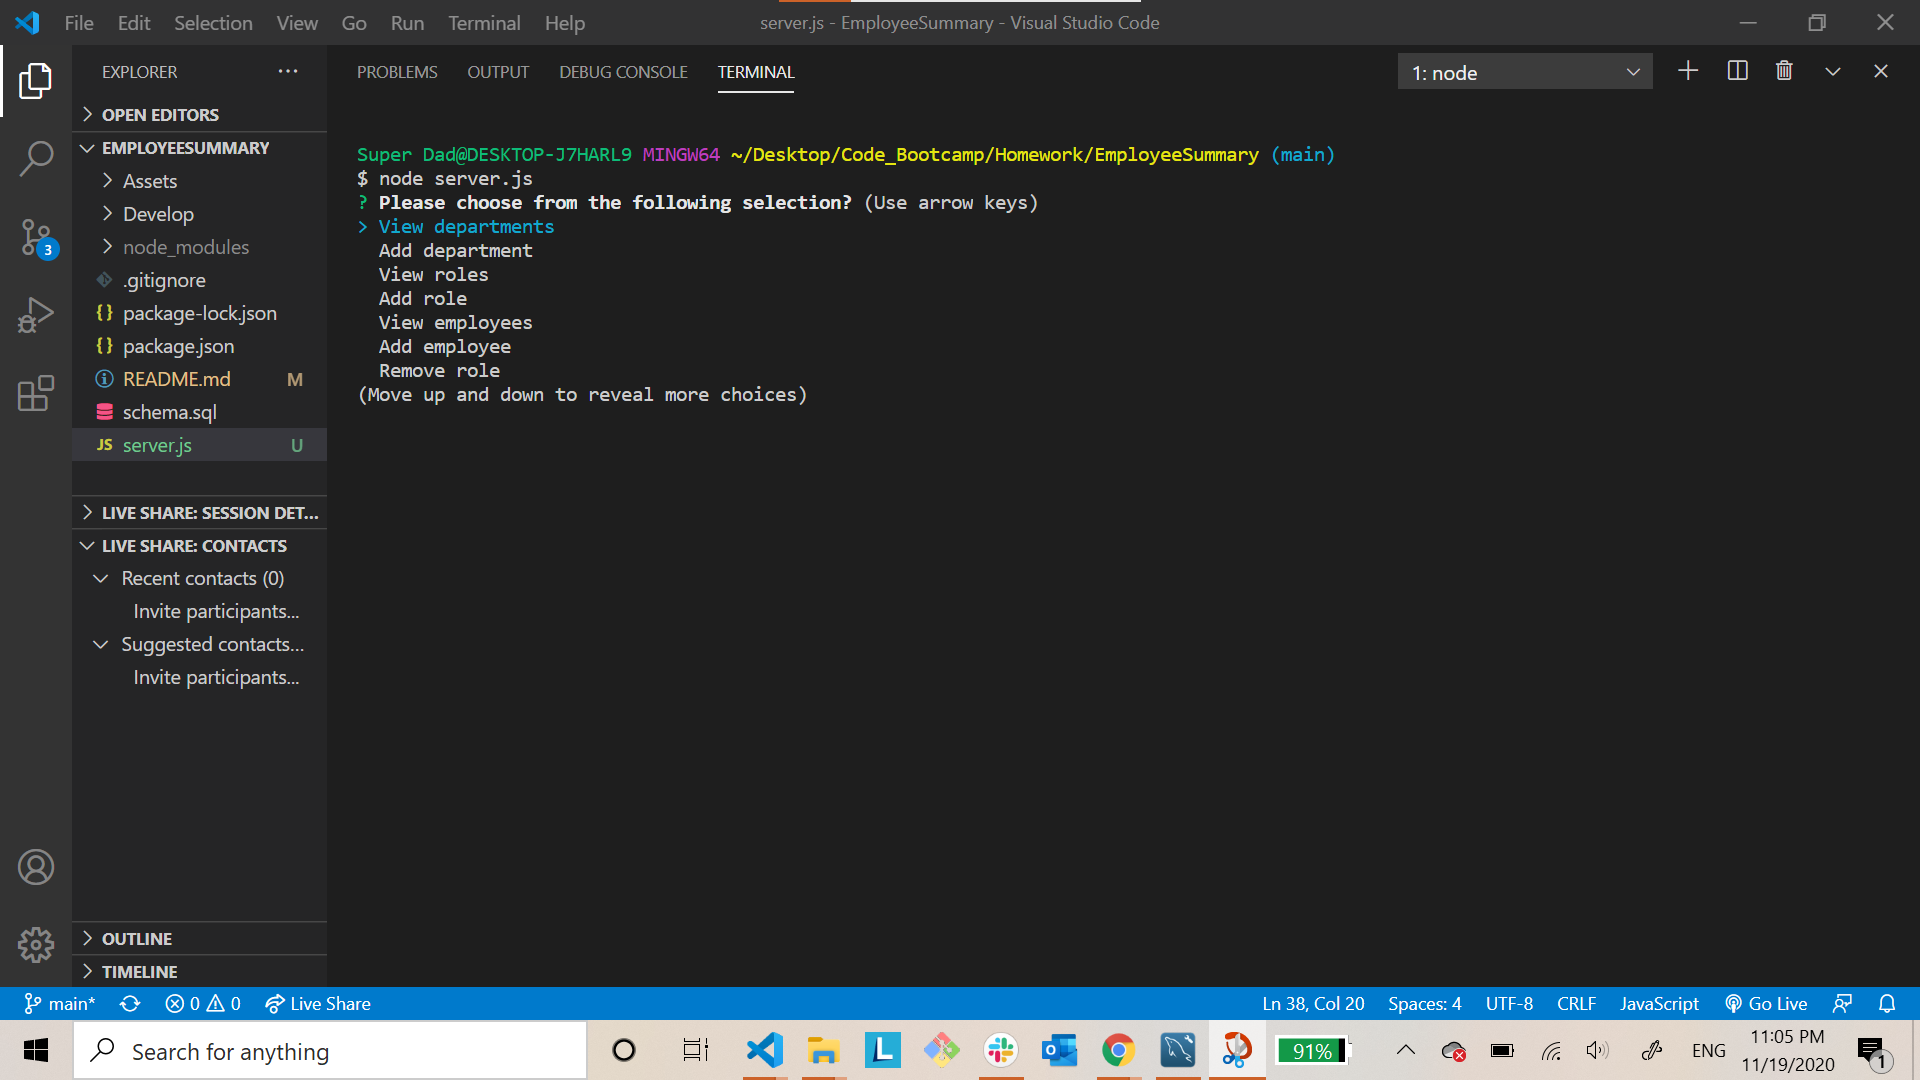 File Edit Selection View Go Run Terminal Help
server.js - EmployeeSummary - Visual Studio Code
EXPLORER
OPEN EDITORS
EMPLOYEESUMMARY
Assets
Develop
node_modules
.gitignore
{} package-lock.json
{} package.json
README.md M
schema.sql
JS server.js U
LIVE SHARE: SESSION DET...
LIVE SHARE: CONTACTS
Recent contacts (0)
Invite participants...
Suggested contacts...
Invite participants...
OUTLINE
TIMELINE
3
PROBLEMS OUTPUT DEBUG CONSOLE TERMINAL
1: node
Super Dad@DESKTOP-J7HARL9 MINGW64 ~/Desktop/Code_Bootcamp/Homework/EmployeeSummary (main)
$ node server.js
? Please choose from the following selection? (Use arrow keys)
> View departments
Add department
View roles
Add role
View employees
Add employee
Remove role
(Move up and down to reveal more choices)
main* 0 0 Live Share
Ln 38, Col 20 Spaces: 4 UTF-8 CRLF JavaScript Go Live
Search for anything
L
91%
ENG
11:05 PM
11/19/2020
1